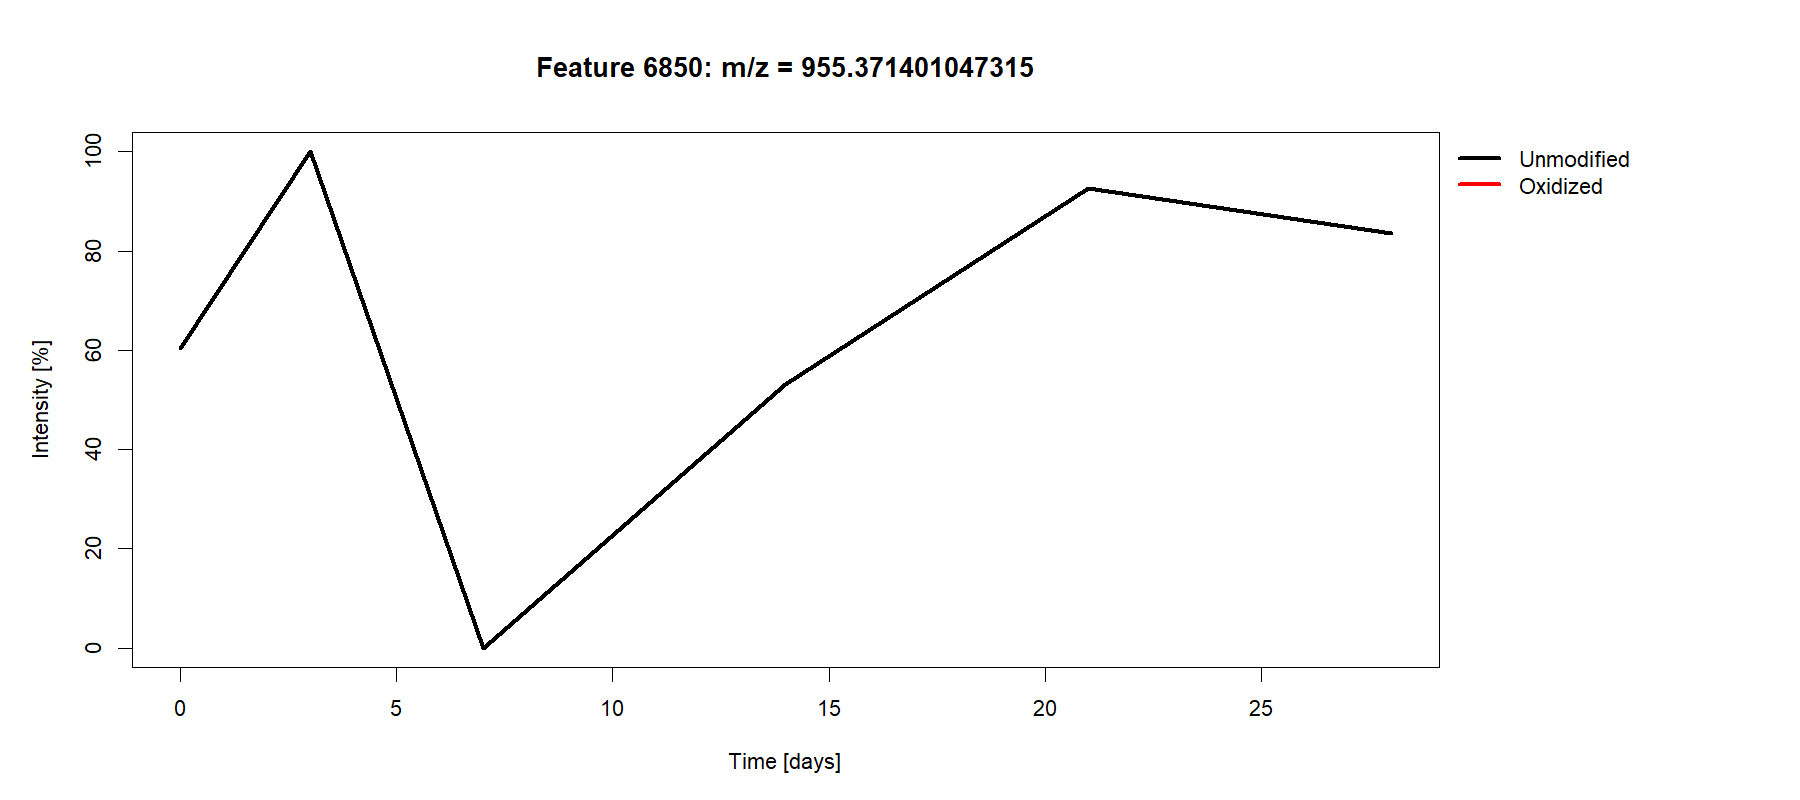 Feature 6850: m/z = 955.371401047315
Unmodified
Oxidized
Intensity [%]
100
80
60
40
20
0
0 5 10 15 20 25
Time [days]